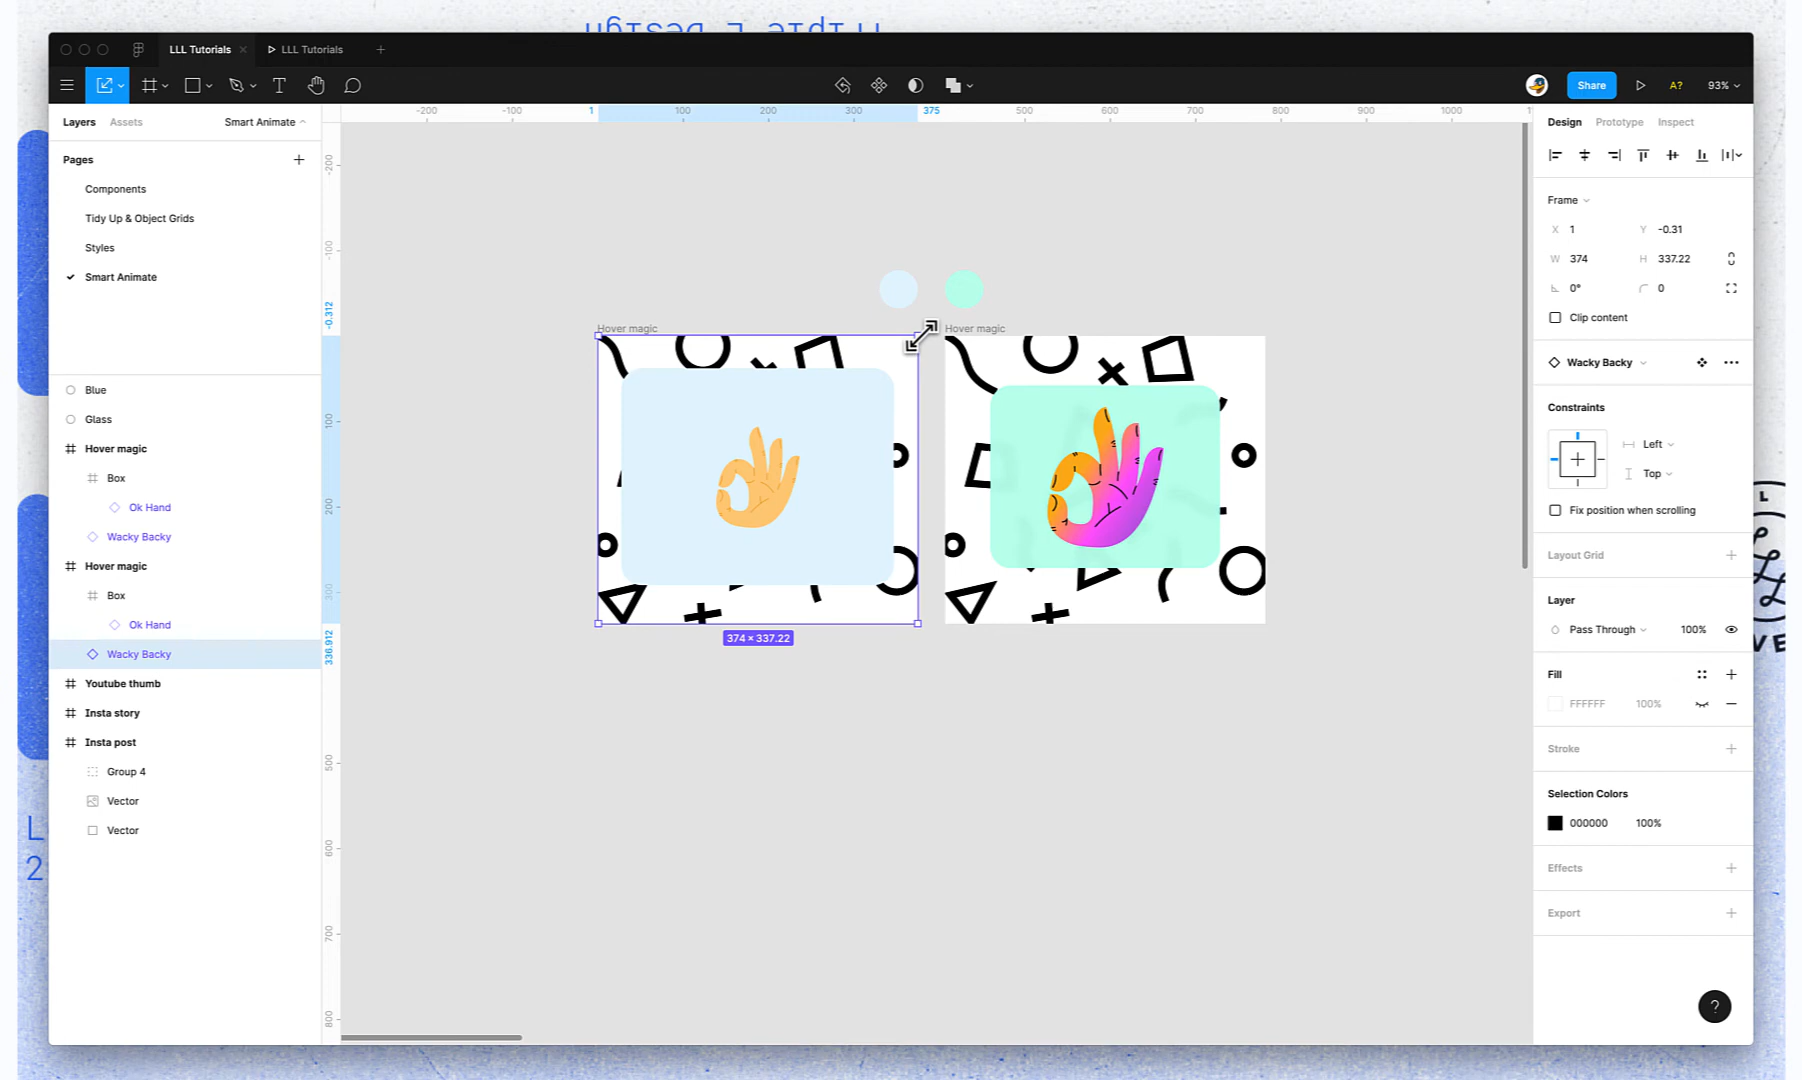 Triple L Design
LLL Tutorials
LLL Tutorials
Share
A?
93%
Layers
Assets
Smart Animate
Pages
Components
Tidy Up & Object Grids
Styles
Smart Animate
Blue
Glass
Hover magic
Box
Ok Hand
Wacky Backy
Hover magic
Box
Ok Hand
Wacky Backy
Youtube thumb
Insta story
Insta post
Group 4
Vector
Vector
-200
-100
1
100
200
300
375
500
600
700
800
900
1000
-200
-100
-0.312
100
200
300
336.912
500
600
700
800
Hover magic
Hover magic
374 × 337.22
Design
Prototype
Inspect
Frame
X 1
Y -0.31
W 374
H 337.22
0°
0
Clip content
Wacky Backy
Constraints
Left
Top
Fix position when scrolling
Layout Grid
Layer
Pass Through
100%
Fill
FFFFFF
100%
Stroke
Selection Colors
000000
100%
Effects
Export
?
L
2